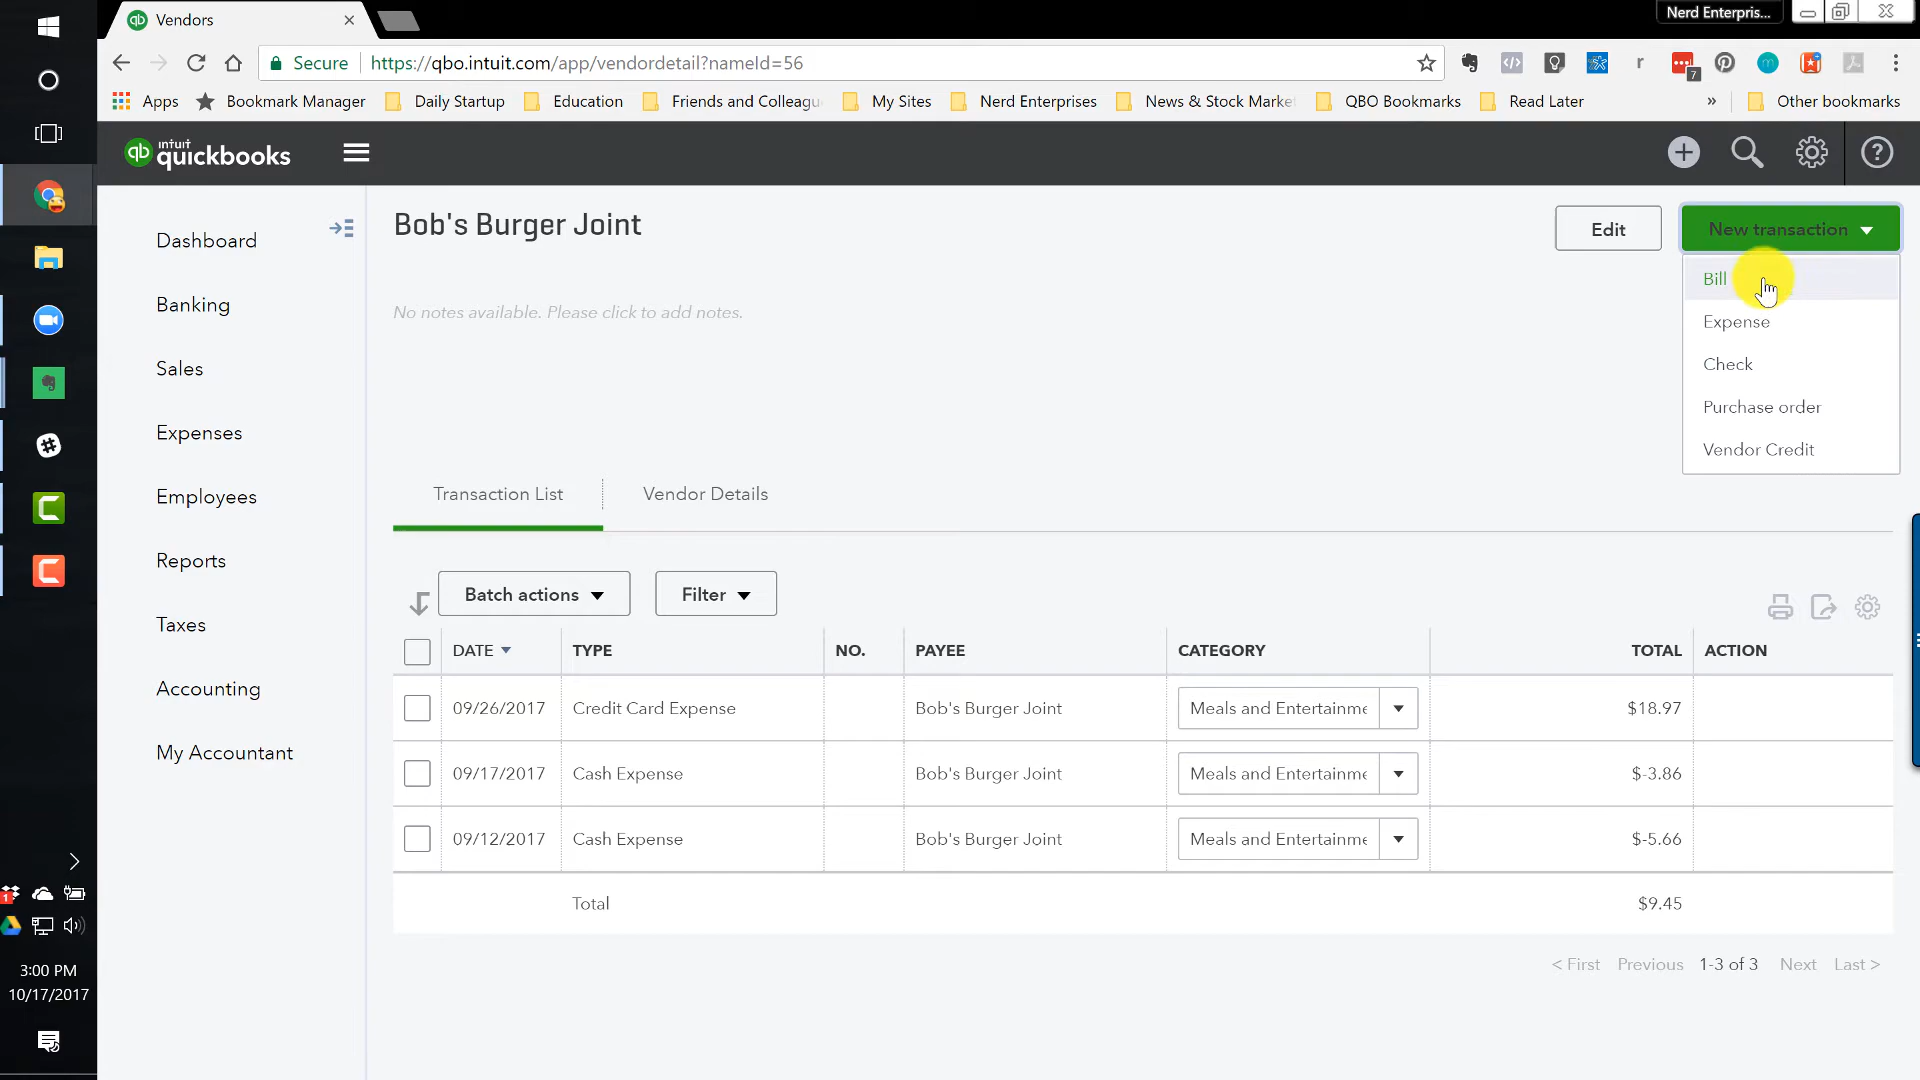 Vendors
Nerd Enterpris...
Secure
https://qbo.intuit.com/app/vendordetail?nameId=56
Apps
Bookmark Manager
Daily Startup
Education
Friends and Colleagu
My Sites
Nerd Enterprises
News & Stock Market
QBO Bookmarks
Read Later
Other bookmarks
intuit
quickbooks
Dashboard
Banking
Sales
Expenses
Employees
Reports
Taxes
Accounting
My Accountant
Bob's Burger Joint
Edit
New transaction
Bill
Expense
Check
Purchase order
Vendor Credit
No notes available. Please click to add notes.
Transaction List
Vendor Details
Batch actions
Filter
DATE TYPE NO. PAYEE CATEGORY TOTAL ACTION
09/26/2017 Credit Card Expense Bob's Burger Joint Meals and Entertainme $18.97
09/17/2017 Cash Expense Bob's Burger Joint Meals and Entertainme $-3.86
09/12/2017 Cash Expense Bob's Burger Joint Meals and Entertainme $-5.66
Total $9.45
< First Previous 1-3 of 3 Next Last >
3:00 PM
10/17/2017